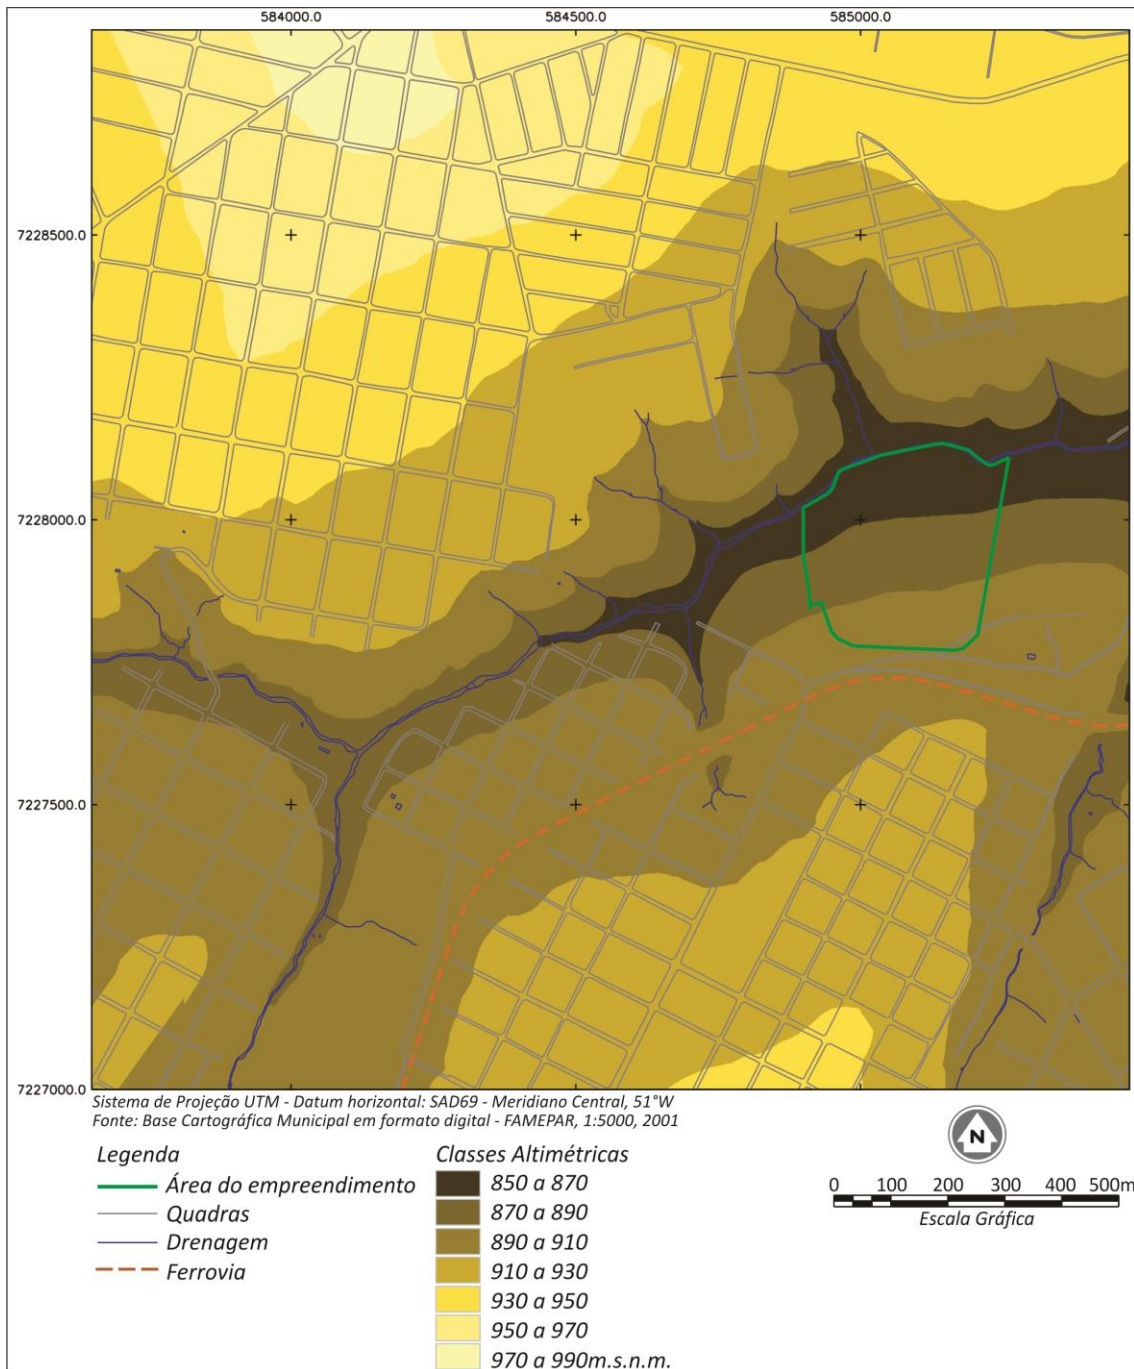 584000.0 584500.0 585000.0
7228500.0
7228000.0
7227500.0
7227000.0
Sistema de Projeção UTM - Datum horizontal: SAD69 - Meridiano Central, 51°W
Fonte: Base Cartográfica Municipal em formato digital - FAMEPAR, 1:5000, 2001
Legenda
Área do empreendimento
Quadras
Drenagem
Ferrovia
Classes Altimétricas
850 a 870
870 a 890
890 a 910
910 a 930
930 a 950
950 a 970
970 a 990m.s.n.m.
N
0 100 200 300 400 500m
Escala Gráfica